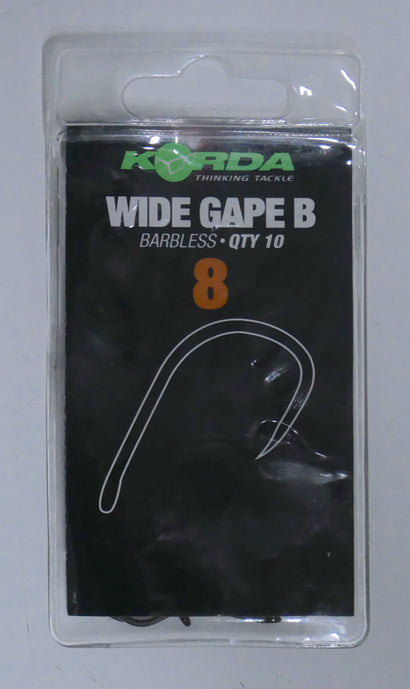 KORDA
THINKING TACKLE
WIDE GAPE B
BARBLESS • QTY 10
8